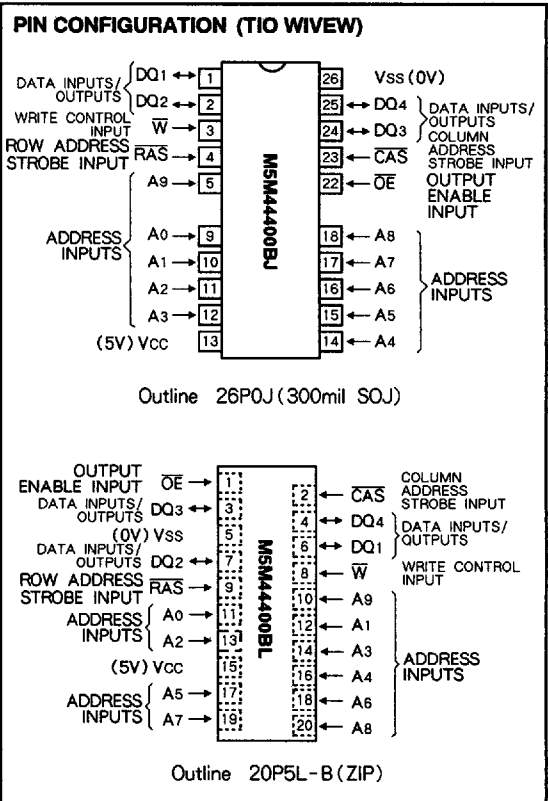 PIN CONFIGURATION (TIO WIVEW)
DATA INPUTS/
OUTPUTS
DQ1 1
DQ2 2
WRITE CONTROL
INPUT W̅ 3
ROW ADDRESS
STROBE INPUT R̅A̅S̅ 4
A9 5
ADDRESS
INPUTS
A0 9
A1 10
A2 11
A3 12
(5V) VCC 13
M5M44400BJ
26 VSS (0V)
25 DQ4
24 DQ3
DATA INPUTS/
OUTPUTS
23 C̅A̅S̅
COLUMN
ADDRESS
STROBE INPUT
22 O̅E̅
OUTPUT
ENABLE
INPUT
18 A8
17 A7
16 A6
15 A5
14 A4
ADDRESS
INPUTS
Outline 26P0J (300mil SOJ)
OUTPUT
ENABLE INPUT O̅E̅ 1
DATA INPUTS/
OUTPUTS DQ3 3
(0V) VSS 5
DATA INPUTS/
OUTPUTS DQ2 7
ROW ADDRESS
STROBE INPUT R̅A̅S̅ 9
ADDRESS
INPUTS
A0 11
A2 13
(5V) VCC 15
ADDRESS
INPUTS
A5 17
A7 19
M5M44400BL
2 C̅A̅S̅
COLUMN
ADDRESS
STROBE INPUT
4 DQ4
6 DQ1
DATA INPUTS/
OUTPUTS
8 W̅
WRITE CONTROL
INPUT
10 A9
12 A1
14 A3
16 A4
18 A6
20 A8
ADDRESS
INPUTS
Outline 20P5L-B (ZIP)